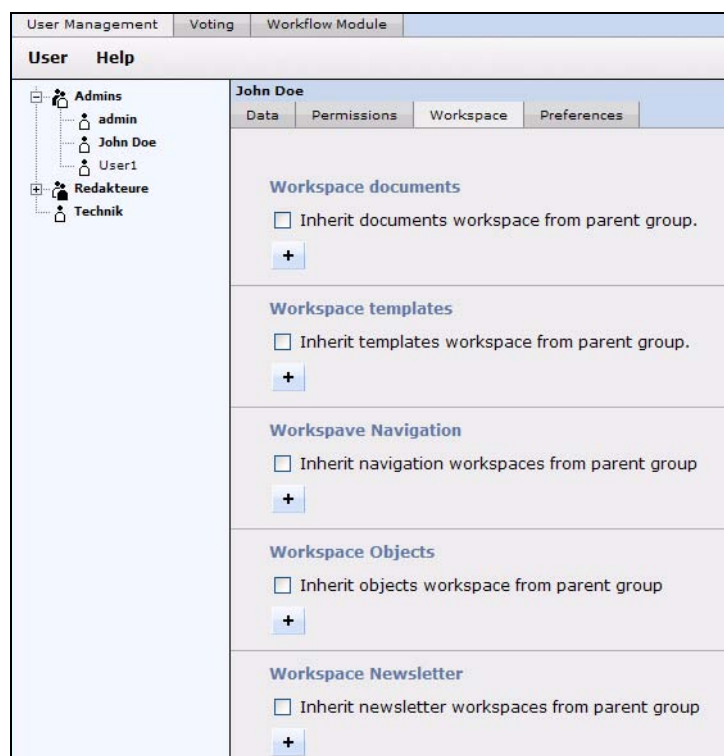 User Management Voting Workflow Module
User Help
Admins
admin
John Doe
User1
Redakteure
Technik
John Doe
Data Permissions Workspace Preferences
Workspace documents
Inherit documents workspace from parent group.
+
Workspace templates
Inherit templates workspace from parent group.
+
Workspave Navigation
Inherit navigation workspaces from parent group
+
Workspace Objects
Inherit objects workspace from parent group
+
Workspace Newsletter
Inherit newsletter workspaces from parent group
+